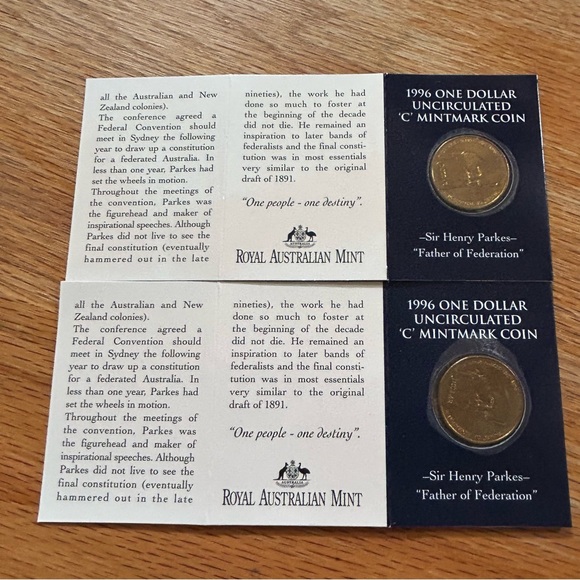 all the Australian and New
Zealand colonies).
The conference agreed a
Federal Convention should
meet in Sydney the following
year to draw up a constitution
for a federated Australia. In
less than one year, Parkes had
set the wheels in motion.
Throughout the meetings of
the convention, Parkes was
the figurehead and maker of
inspirational speeches. Although
Parkes did not live to see the
final constitution (eventually
hammered out in the late
nineties), the work he had
done so much to foster at
the beginning of the decade
did not die. He remained an
inspiration to later bands of
federalists and the final consti-
tution was in most essentials
very similar to the original
draft of 1891.
“One people - one destiny”.
ROYAL AUSTRALIAN MINT
1996 ONE DOLLAR
UNCIRCULATED
‘C’ MINTMARK COIN
–Sir Henry Parkes–
“Father of Federation”
all the Australian and New
Zealand colonies).
The conference agreed a
Federal Convention should
meet in Sydney the following
year to draw up a constitution
for a federated Australia. In
less than one year, Parkes had
set the wheels in motion.
Throughout the meetings of
the convention, Parkes was
the figurehead and maker of
inspirational speeches. Although
Parkes did not live to see the
final constitution (eventually
hammered out in the late
nineties), the work he had
done so much to foster at
the beginning of the decade
did not die. He remained an
inspiration to later bands of
federalists and the final consti-
tution was in most essentials
very similar to the original
draft of 1891.
“One people - one destiny”.
ROYAL AUSTRALIAN MINT
1996 ONE DOLLAR
UNCIRCULATED
‘C’ MINTMARK COIN
–Sir Henry Parkes–
“Father of Federation”